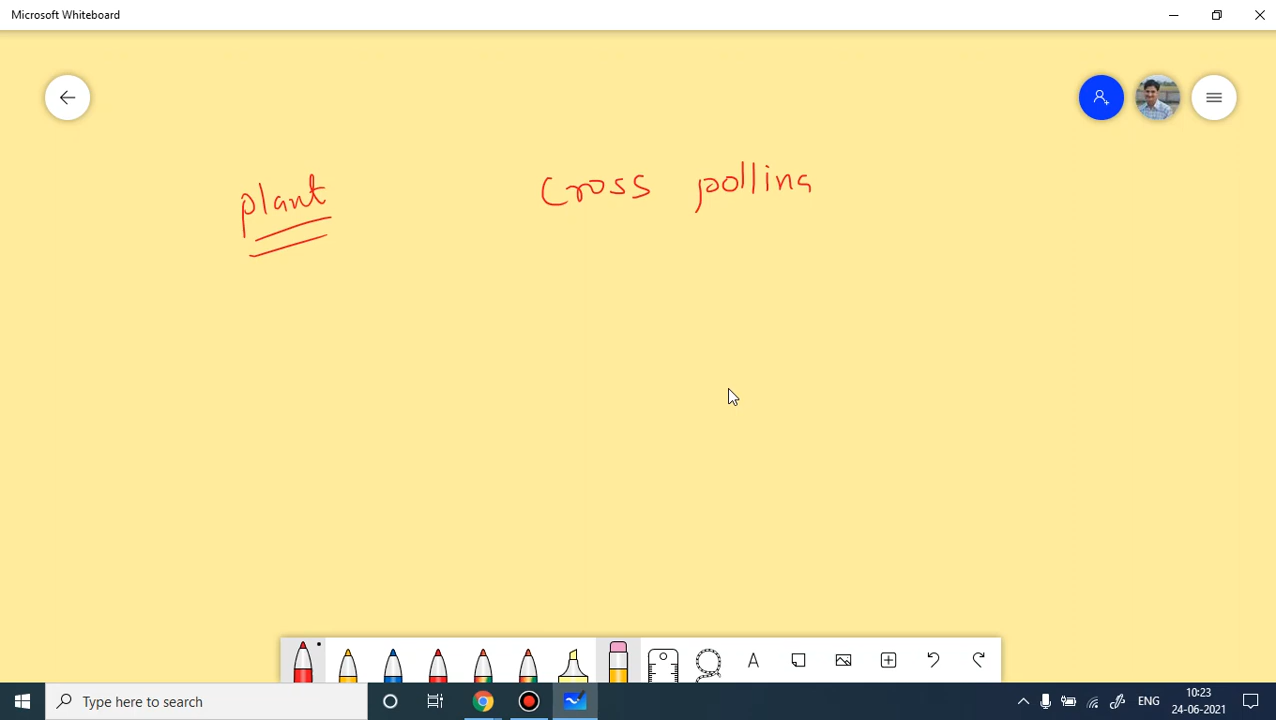 Microsoft Whiteboard
plant cross pollina
A
Type here to search
ENG
10:23
24-06-2021